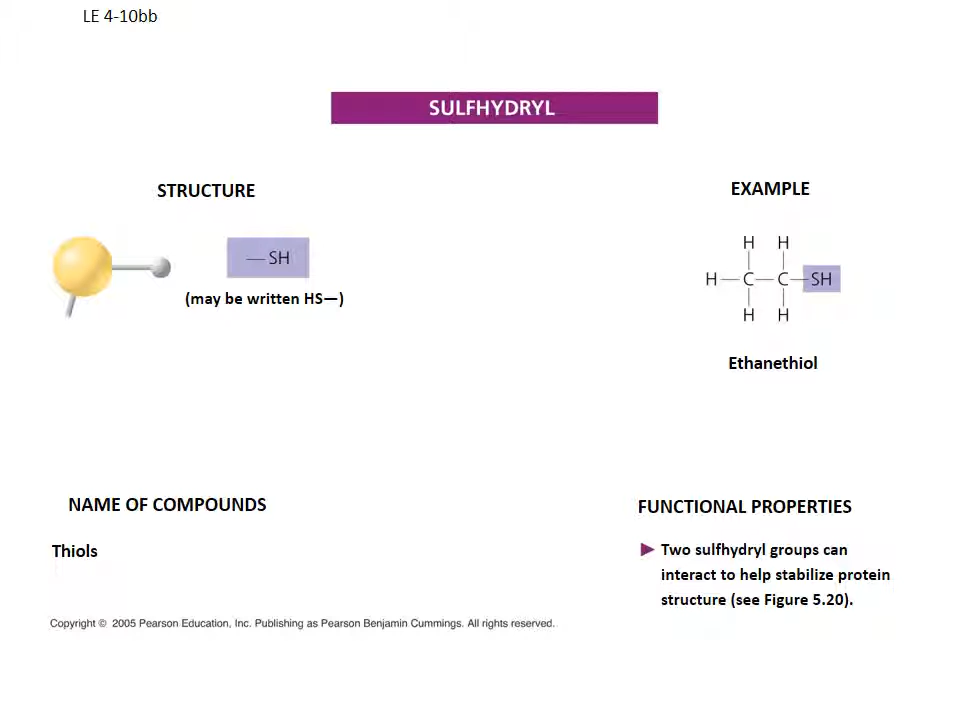 LE 4-10bb
SULFHYDRYL
STRUCTURE
—SH
(may be written HS—)
EXAMPLE
H H
H—C—C—SH
H H
Ethanethiol
NAME OF COMPOUNDS
Thiols
FUNCTIONAL PROPERTIES
Two sulfhydryl groups can
interact to help stabilize protein
structure (see Figure 5.20).
Copyright © 2005 Pearson Education, Inc. Publishing as Pearson Benjamin Cummings. All rights reserved.